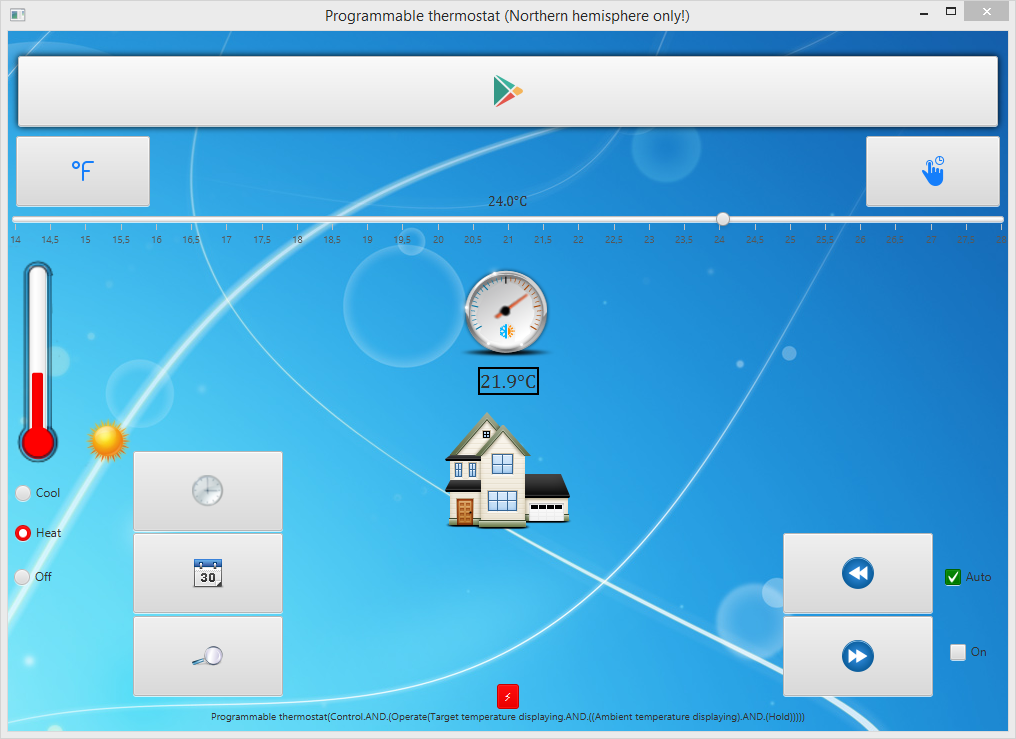 Programmable thermostat (Northern hemisphere only!)
°F
24.0°C
14 14,5 15 15,5 16 16,5 17 17,5 18 18,5 19 19,5 20 20,5 21 21,5 22 22,5 23 23,5 24 24,5 25 25,5 26 26,5 27 27,5 28
21.9°C
Cool
Heat
30
Off
Auto
On
Programmable thermostat(Control.AND.(Operate(Target temperature displaying.AND.((Ambient temperature displaying).AND.(Hold)))))